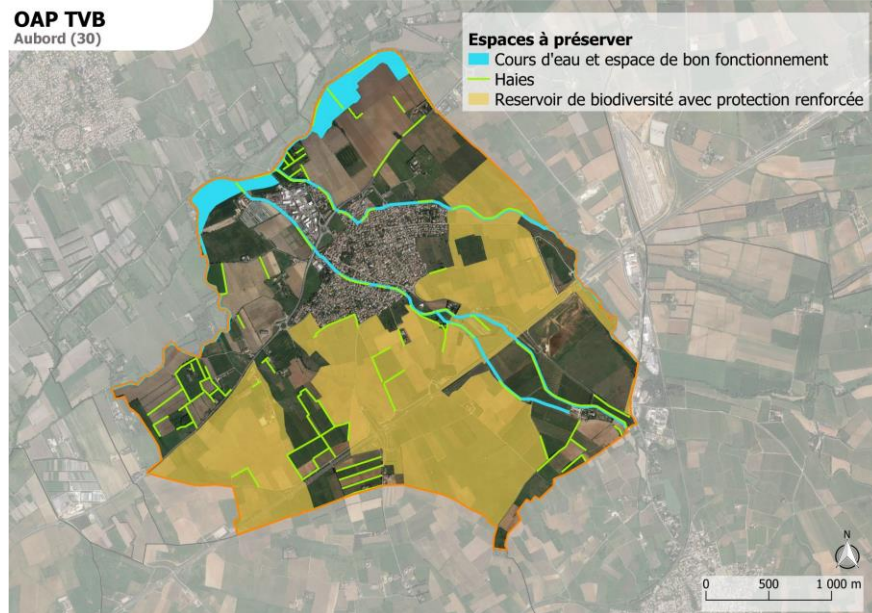 OAP TVB
Aubord (30)
Espaces à préserver
Cours d'eau et espace de bon fonctionnement
Haies
Reservoir de biodiversité avec protection renforcée
N
0 500 1 000 m